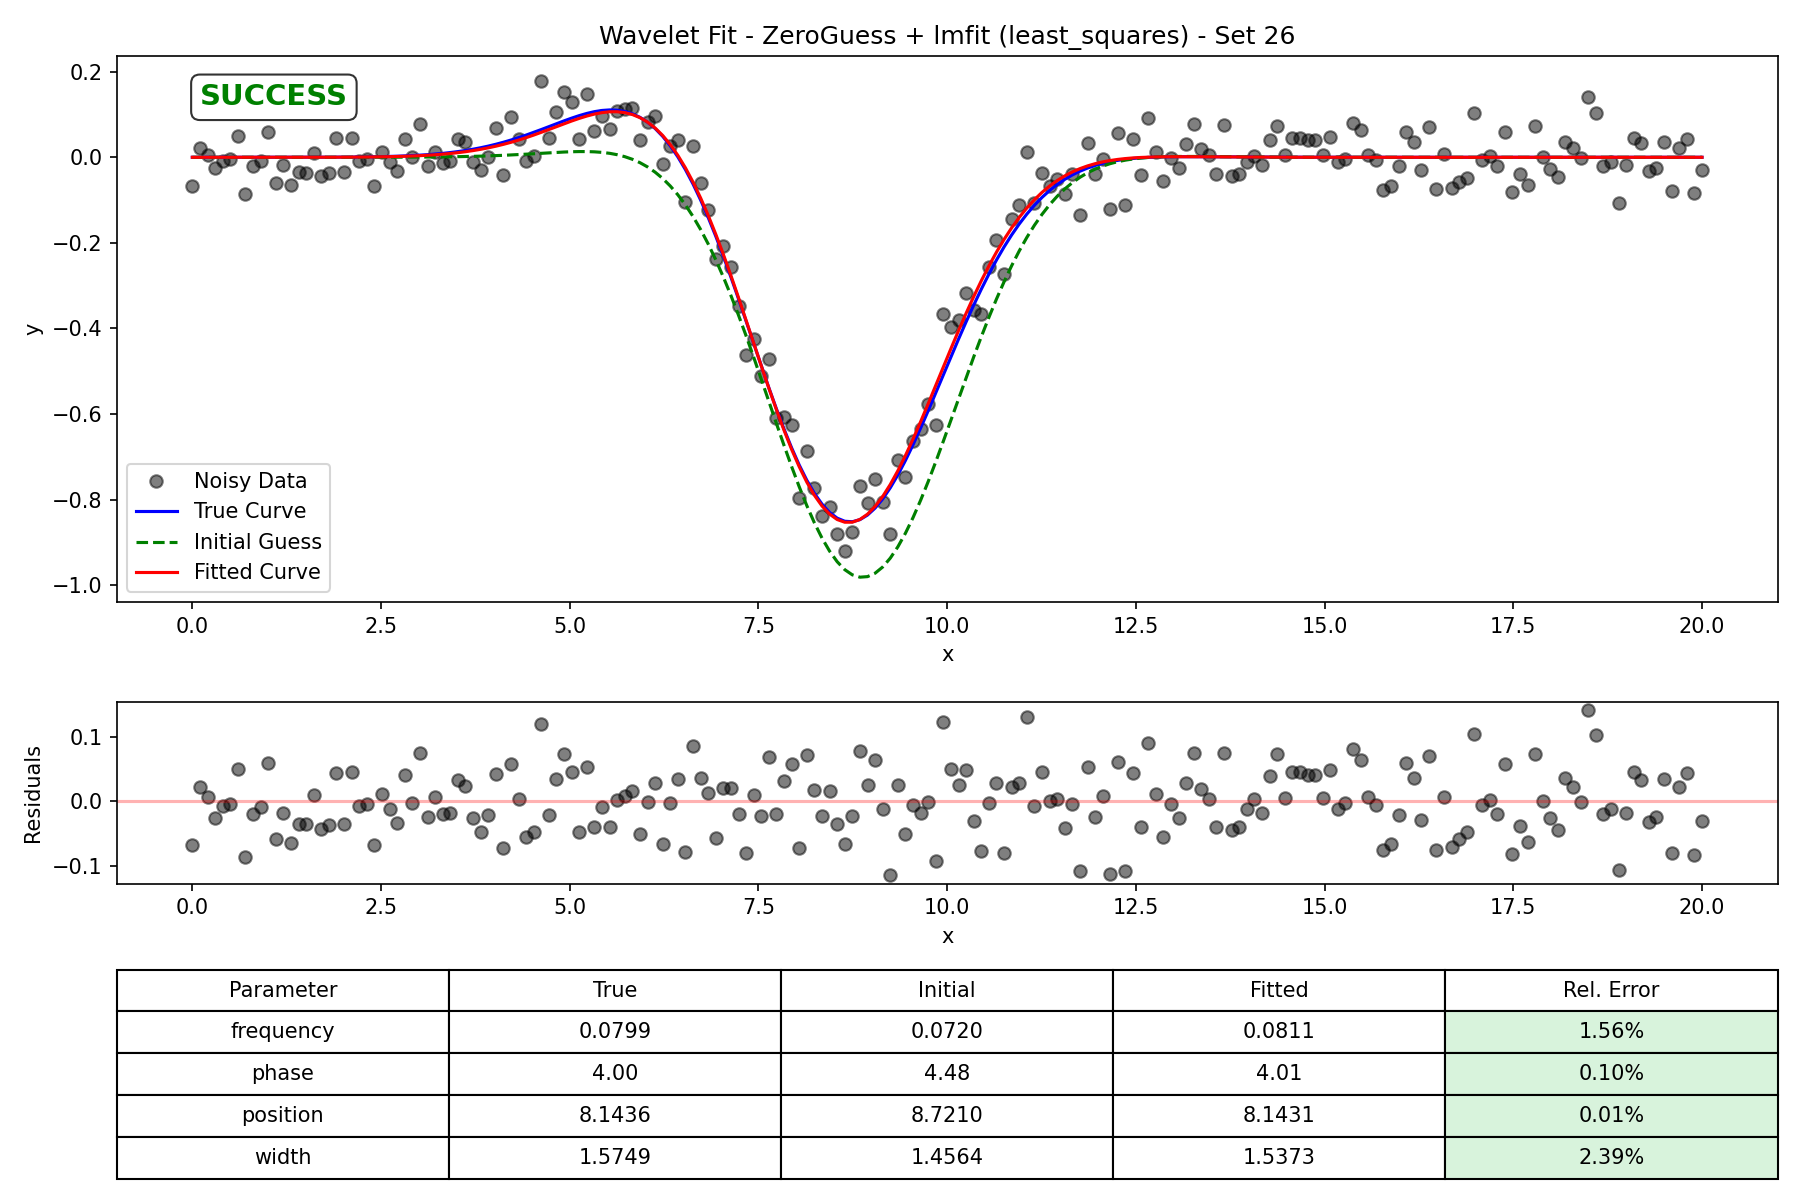 Wavelet Fit - ZeroGuess + lmfit (least_squares) - Set 26
SUCCESS
0.2
0.0
−0.2
−0.4
−0.6
−0.8
−1.0
y
Noisy Data
True Curve
Initial Guess
Fitted Curve
0.0 2.5 5.0 7.5 10.0 12.5 15.0 17.5 20.0
x
0.1
0.0
−0.1
Residuals
0.0 2.5 5.0 7.5 10.0 12.5 15.0 17.5 20.0
x
Parameter True Initial Fitted Rel. Error
frequency 0.0799 0.0720 0.0811 1.56%
phase 4.00 4.48 4.01 0.10%
position 8.1436 8.7210 8.1431 0.01%
width 1.5749 1.4564 1.5373 2.39%